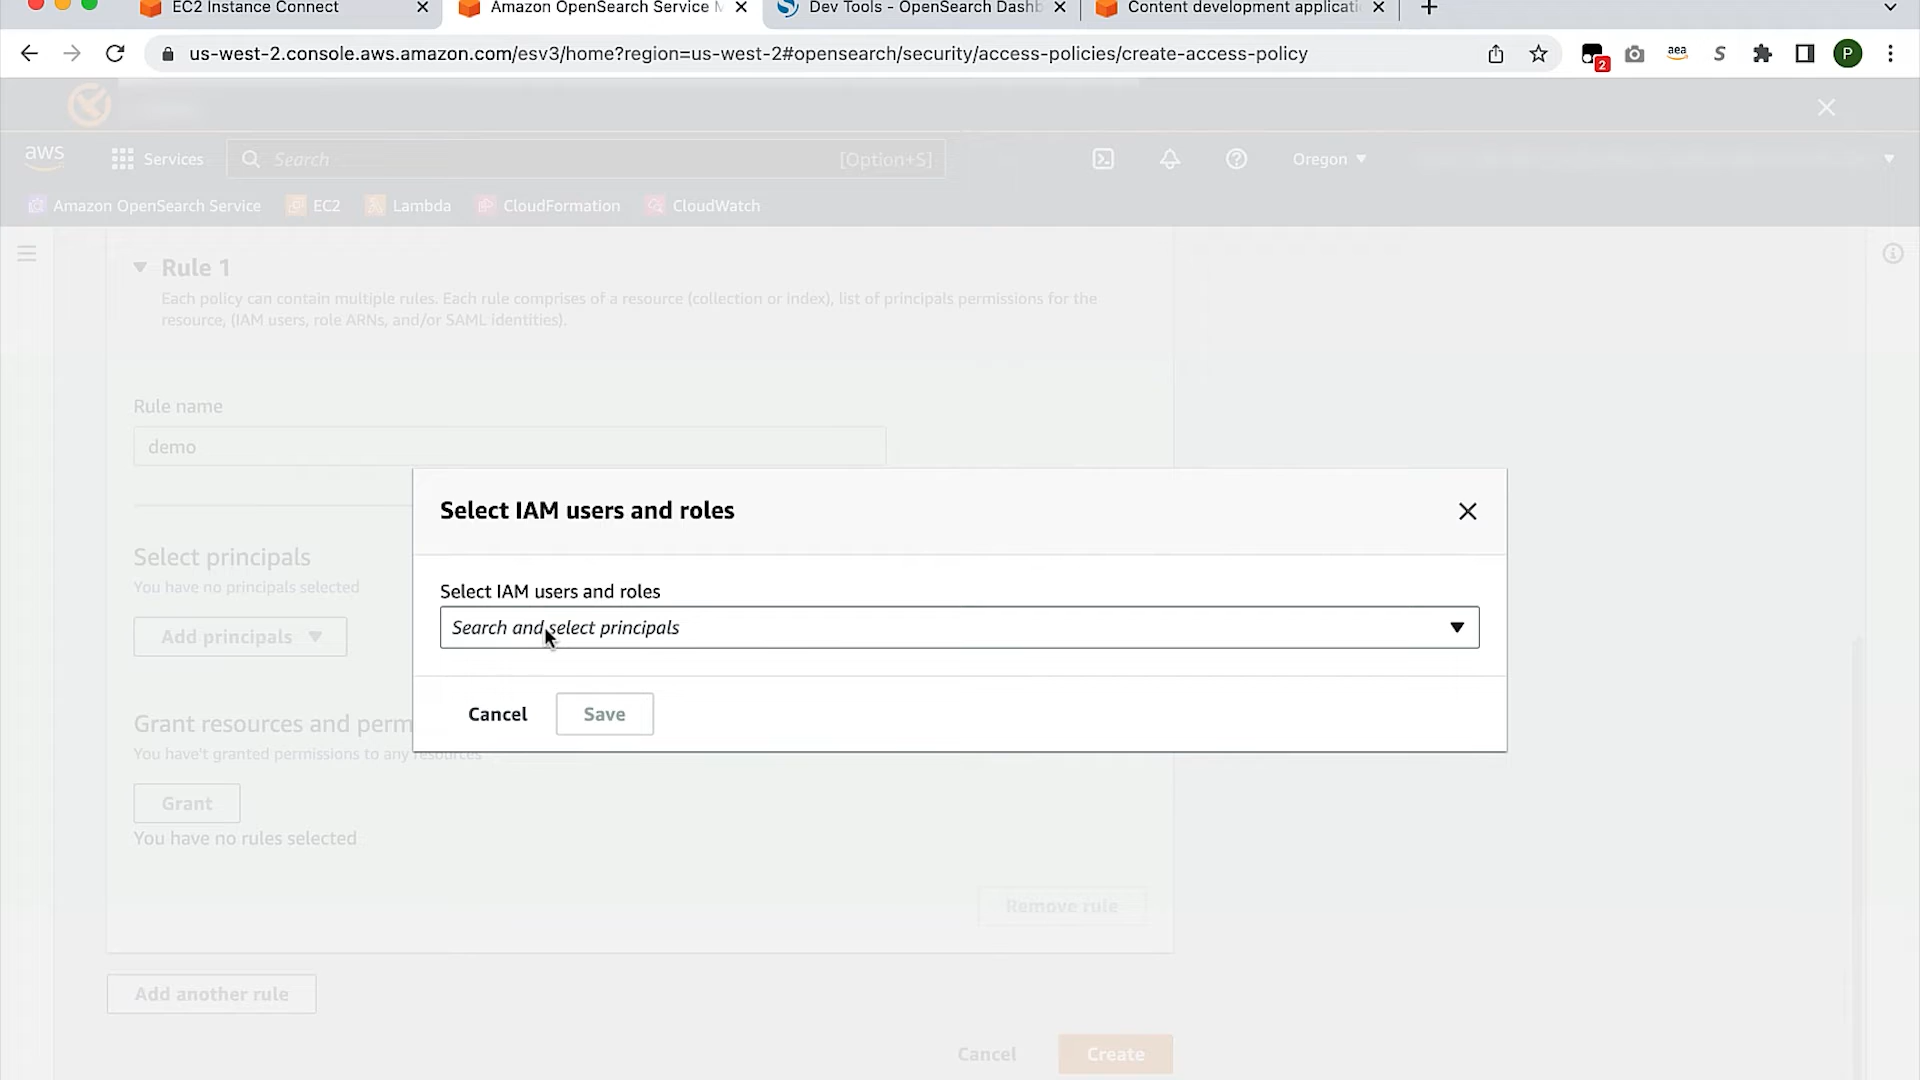 EC2 Instance Connect
Amazon OpenSearch Service M
Dev Tools - OpenSearch Dashb
Content development applicati
us-west-2.console.aws.amazon.com/esv3/home?region=us-west-2#opensearch/security/access-policies/create-access-policy
2
aea
S
P
aws
Services
Search
[Option+S]
Oregon
Amazon OpenSearch Service
EC2
Lambda
CloudFormation
CloudWatch
Rule 1
Each policy can contain multiple rules. Each rule comprises of a resource (collection or index), list of principals permissions for the
resource, (IAM users, role ARNs, and/or SAML identities).
Rule name
demo
Select IAM users and roles
Select principals
You have no principals selected
Add principals
Select IAM users and roles
Search and select principals
Cancel
Save
Grant resources and perm
You have't granted permissions to any resources
Grant
You have no rules selected
Remove rule
Add another rule
Cancel
Create